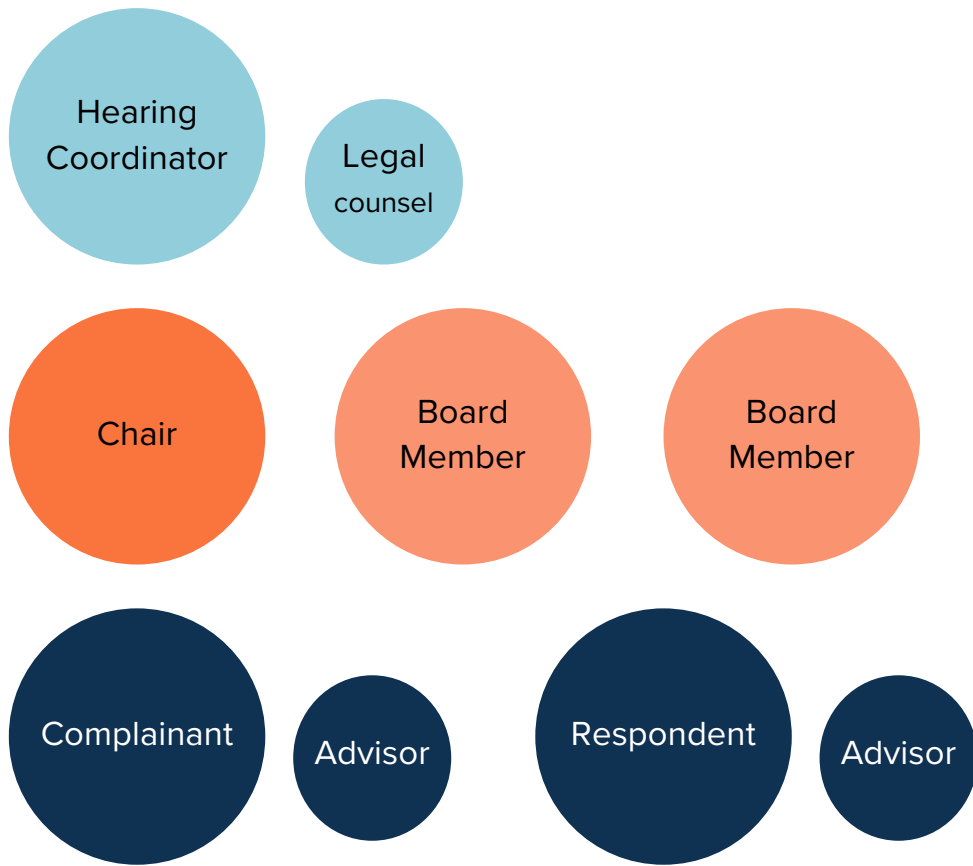 Hearing
Coordinator
Legal
counsel
Chair
Board
Member
Board
Member
Complainant
Advisor
Respondent
Advisor